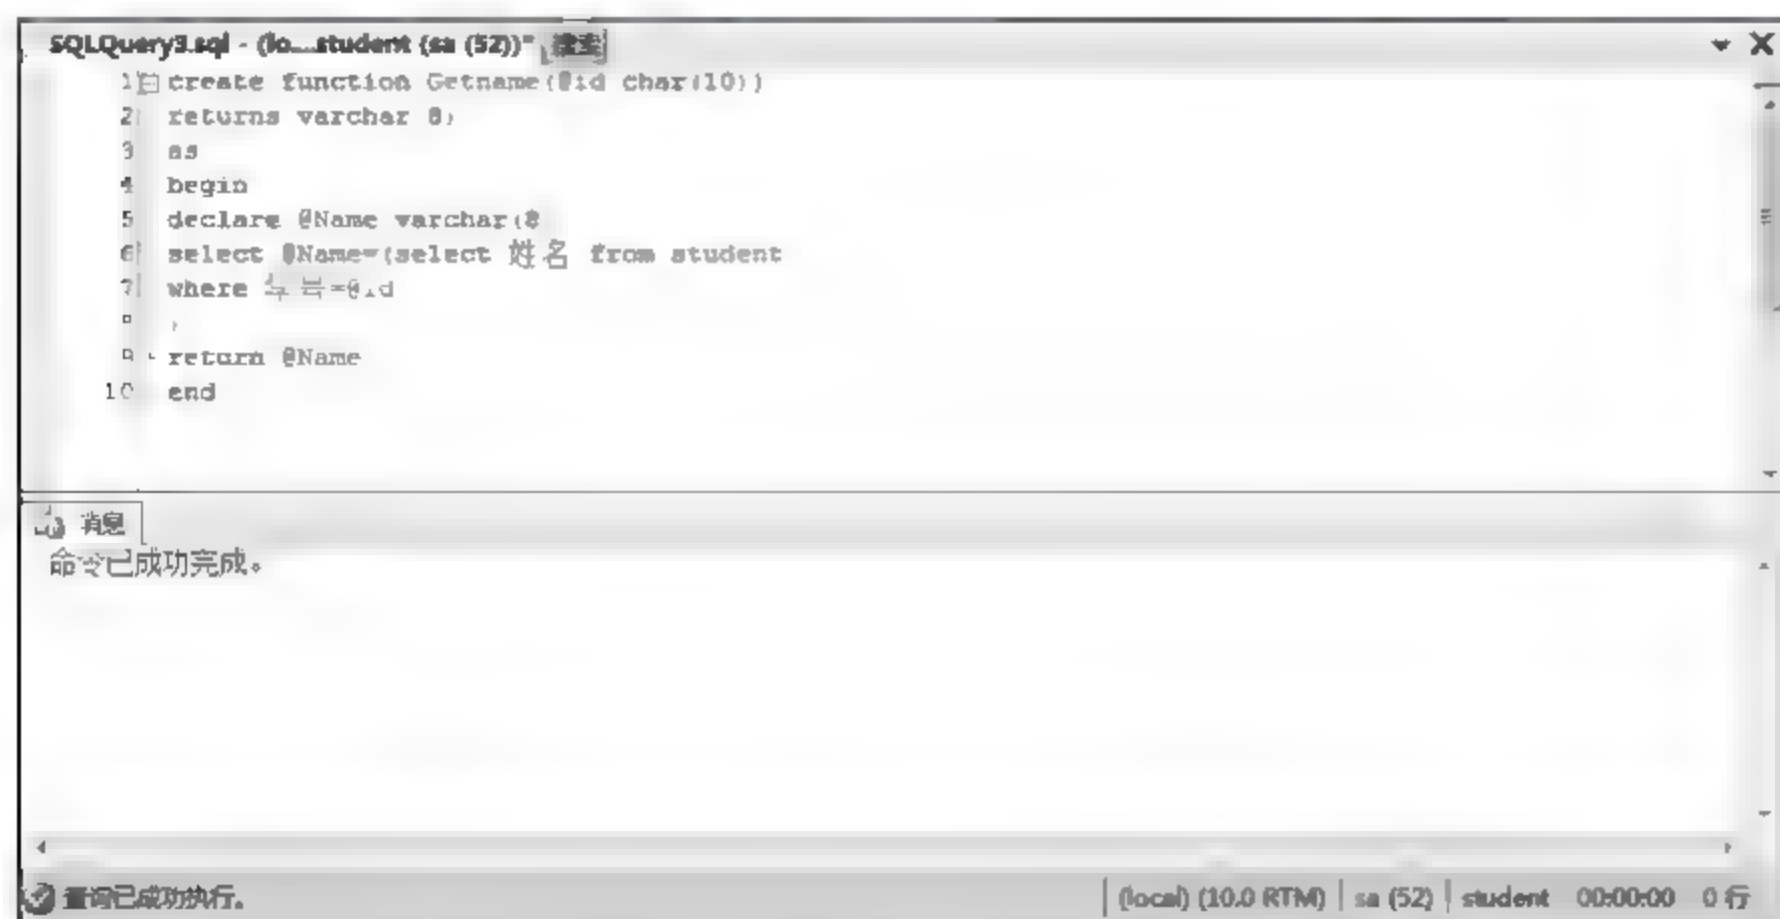 SQLQuery3.sql - (lo...student (sa (52))*
1 create function Getname(@id char(10))
2 returns varchar 8)
3 as
4 begin
5 declare @Name varchar(8
6 select @Name=(select 姓名 from student
7 where =@id
)
9 return @Name
10 end
消息
命令已成功完成。
查询已成功执行。
(local) (10.0 RTM) sa (52) student 00:00:00 0 行